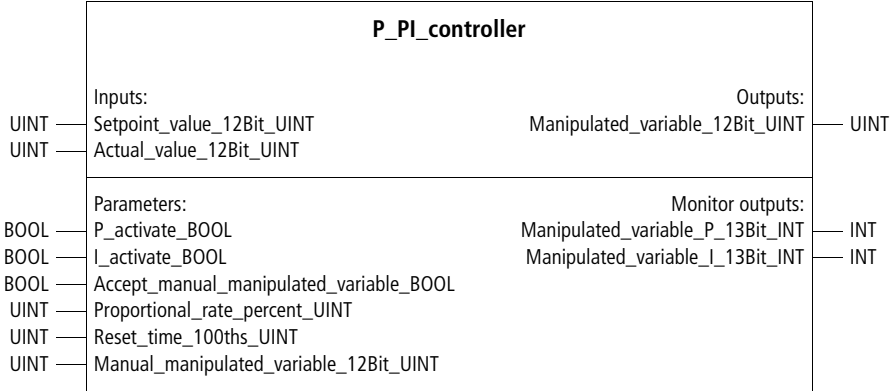 P_PI_controller
Inputs: Outputs:
UINT Setpoint_value_12Bit_UINT Manipulated_variable_12Bit_UINT UINT
UINT Actual_value_12Bit_UINT
Parameters: Monitor outputs:
BOOL P_activate_BOOL Manipulated_variable_P_13Bit_INT INT
BOOL I_activate_BOOL Manipulated_variable_I_13Bit_INT INT
BOOL Accept_manual_manipulated_variable_BOOL
UINT Proportional_rate_percent_UINT
UINT Reset_time_100ths_UINT
UINT Manual_manipulated_variable_12Bit_UINT